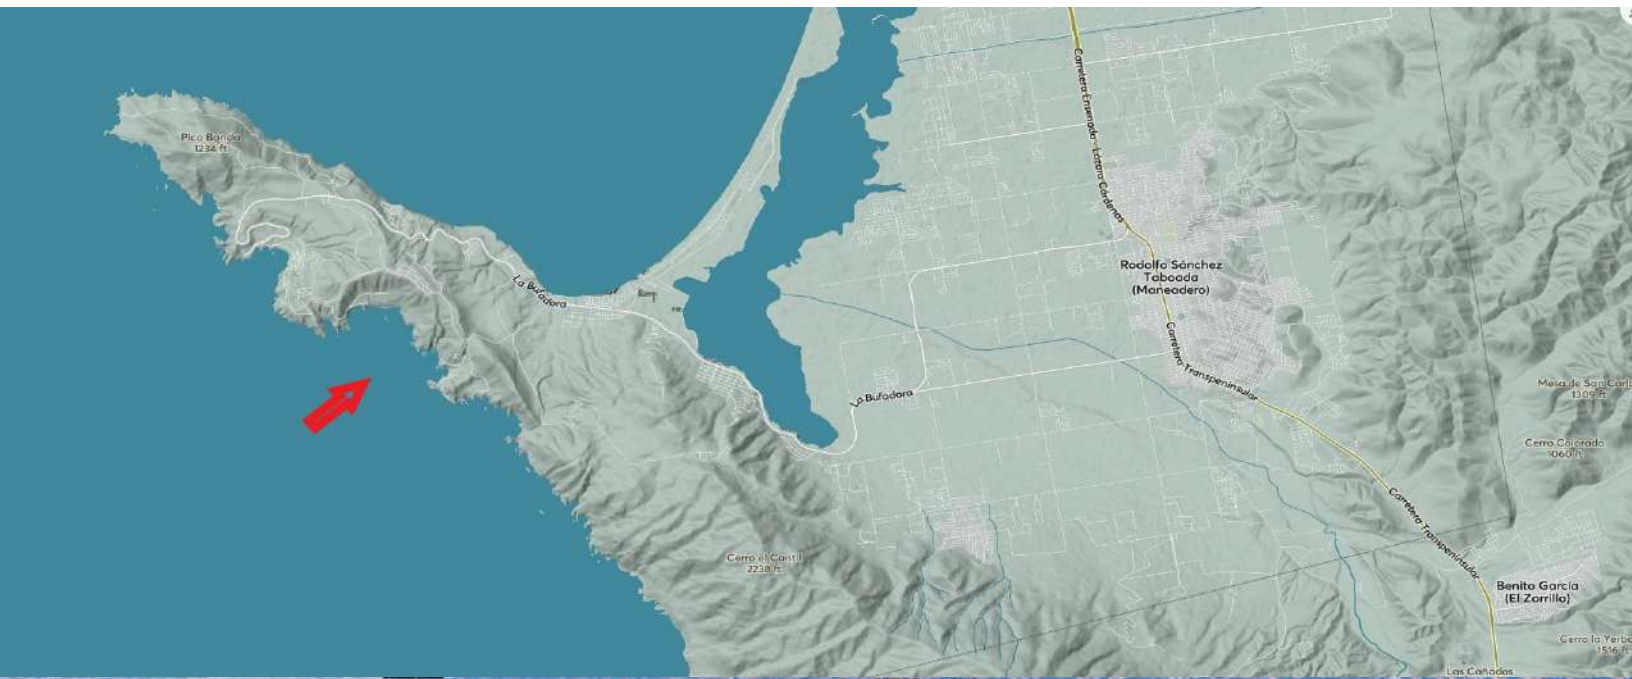 Pico Banda
1234 ft
Carretera Ensenada - Lázaro Cárdenas
Rodolfo Sánchez
Taboada
(Maneadero)
La Bufadora
Carretera Transpeninsular
La Bufadora
Mesa de San Carl
1309 ft
Cerro Colorado
1060 ft
Carretera Transpeninsular
Cerro el Cantil
2238 ft
Benito García
(El Zorrillo)
Cerro la Yerba
1516 ft
Las Cañadas